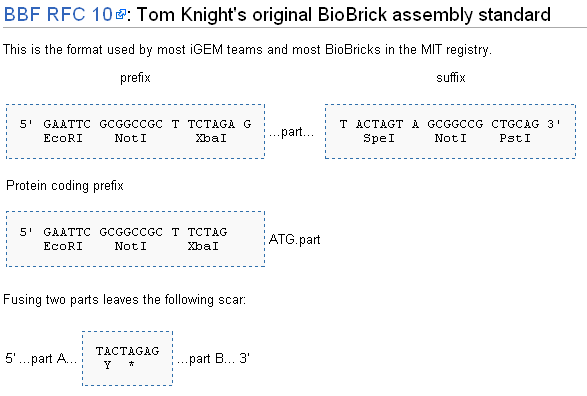 BBF RFC 10: Tom Knight's original BioBrick assembly standard
This is the format used by most iGEM teams and most BioBricks in the MIT registry.
prefix suffix
5' GAATTC GCGGCCGC T TCTAGA G ...part... T ACTAGT A GCGGCCG CTGCAG 3'
EcoRI NotI XbaI SpeI NotI PstI
Protein coding prefix
5' GAATTC GCGGCCGC T TCTAG ATG.part
EcoRI NotI XbaI
Fusing two parts leaves the following scar:
5' ...part A... TACTAGAG ...part B... 3'
Y *